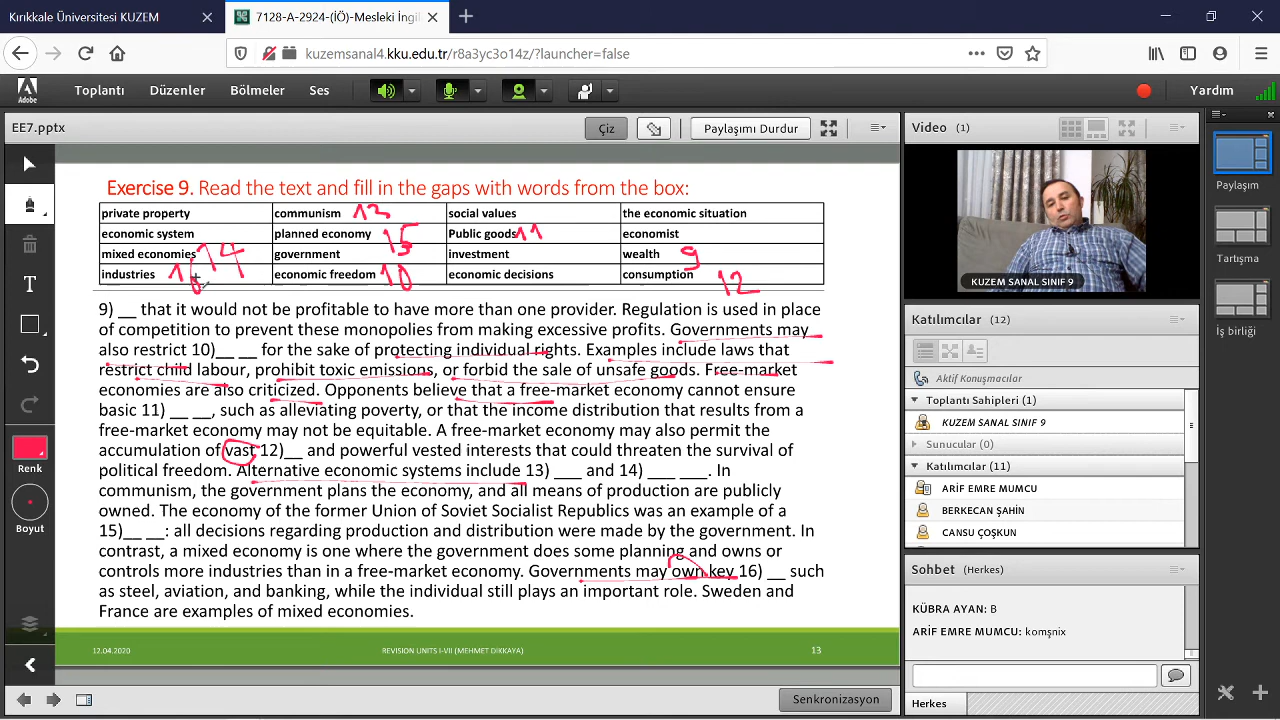 Kırıkkale Üniversitesi KUZEM
7128-A-2924-(İÖ)-Mesleki İngil
kuzemsanal4.kku.edu.tr/r8a3yc3o14z/?launcher=false
Adobe
Toplantı Düzenler Bölmeler Ses Yardım
EE7.pptx
Çiz
Paylaşımı Durdur
Exercise 9. Read the text and fill in the gaps with words from the box:
private property communism 13 social values the economic situation
economic system planned economy 15 Public goods 11 economist
mixed economies 14 government investment wealth 9
industries 16 economic freedom 10 economic decisions consumption 12
9) __ that it would not be profitable to have more than one provider. Regulation is used in place
of competition to prevent these monopolies from making excessive profits. Governments may
also restrict 10)__ __ for the sake of protecting individual rights. Examples include laws that
restrict child labour, prohibit toxic emissions, or forbid the sale of unsafe goods. Free-market
economies are also criticized. Opponents believe that a free-market economy cannot ensure
basic 11) __ __, such as alleviating poverty, or that the income distribution that results from a
free-market economy may not be equitable. A free-market economy may also permit the
accumulation of vast 12)__ and powerful vested interests that could threaten the survival of
political freedom. Alternative economic systems include 13) ___ and 14) ___ ___. In
communism, the government plans the economy, and all means of production are publicly
owned. The economy of the former Union of Soviet Socialist Republics was an example of a
15)__ __: all decisions regarding production and distribution were made by the government. In
contrast, a mixed economy is one where the government does some planning and owns or
controls more industries than in a free-market economy. Governments may own key 16) __ such
as steel, aviation, and banking, while the individual still plays an important role. Sweden and
France are examples of mixed economies.
12.04.2020 REVISION UNITS I-VII (MEHMET DİKKAYA) 13
Renk
Boyut
Senkronizasyon
Video (1)
KUZEM SANAL SINIF 9
Katılımcılar (12)
Aktif Konuşmacılar
Toplantı Sahipleri (1)
KUZEM SANAL SINIF 9
Sunucular (0)
Katılımcılar (11)
ARİF EMRE MUMCU
BERKECAN ŞAHİN
CANSU ÇOŞKUN
Sohbet (Herkes)
KÜBRA AYAN: B
ARİF EMRE MUMCU: komşnix
Herkes
Paylaşım
Tartışma
İş birliği